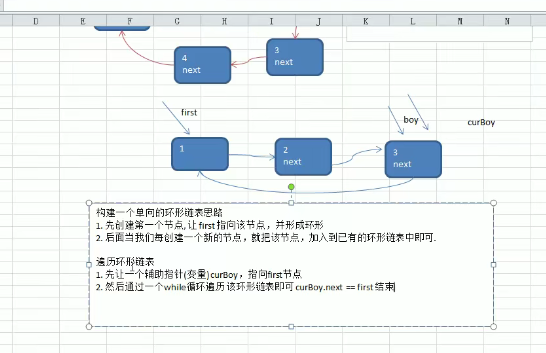 D E F G H I J K L M N
4
next
3
next
first
boy
curBoy
1
2
next
3
next
构建一个单向的环形链表思路
1. 先创建第一个节点, 让 first 指向该节点，并形成环形
2. 后面当我们每创建一个新的节点，就把该节点，加入到已有的环形链表中即可.
遍历环形链表
1. 先让一个辅助指针(变量) curBoy，指向first节点
2. 然后通过一个while循环遍历 该环形链表即可 curBoy.next == first 结束